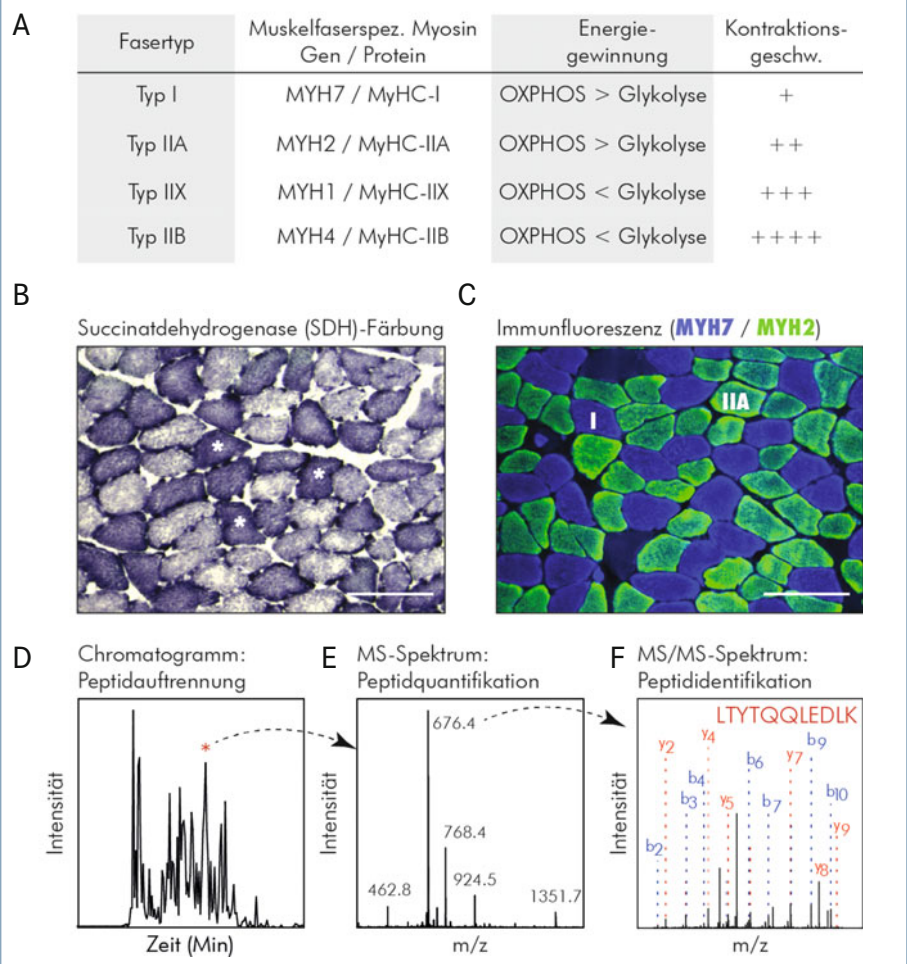 A
Fasertyp
Muskelfaserspez. Myosin
Gen / Protein
Energie-
gewinnung
Kontraktions-
geschw.
Typ I
MYH7 / MyHC-I
OXPHOS > Glykolyse
+
Typ IIA
MYH2 / MyHC-IIA
OXPHOS > Glykolyse
++
Typ IIX
MYH1 / MyHC-IIX
OXPHOS < Glykolyse
+++
Typ IIB
MYH4 / MyHC-IIB
OXPHOS < Glykolyse
++++
B
Succinatdehydrogenase (SDH)-Färbung
*
*
*
C
Immunfluoreszenz (MYH7 / MYH2)
I
IIA
D
Chromatogramm:
Peptidauftrennung
*
Intensität
Zeit (Min)
E
MS-Spektrum:
Peptidquantifikation
676.4
768.4
462.8
924.5
1351.7
Intensität
m/z
F
MS/MS-Spektrum:
Peptididentifikation
LTYTQQLEDLK
y2
y4
b9
b6
y7
b4
b3
y5
b7
b10
y9
b2
y8
Intensität
m/z